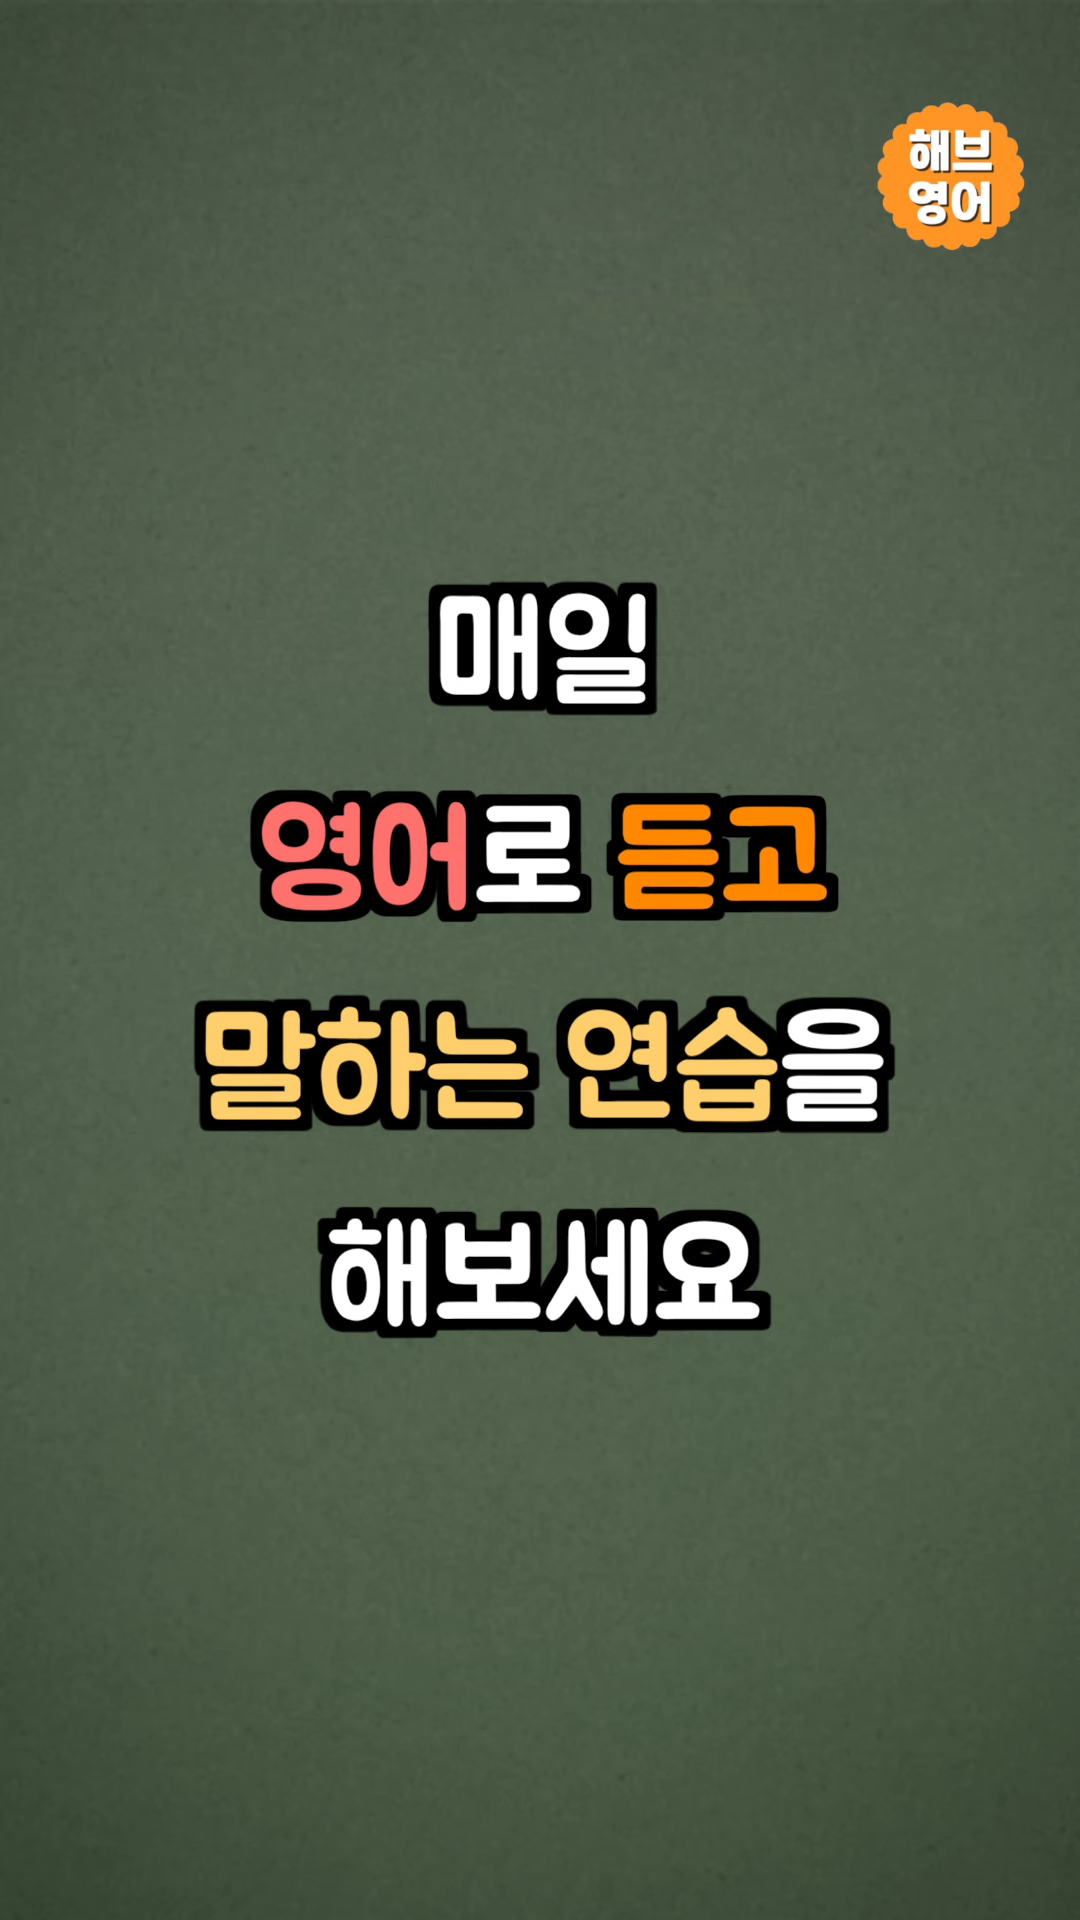 해브
영어
매일
영어로 듣고
말하는 연습을
해보세요